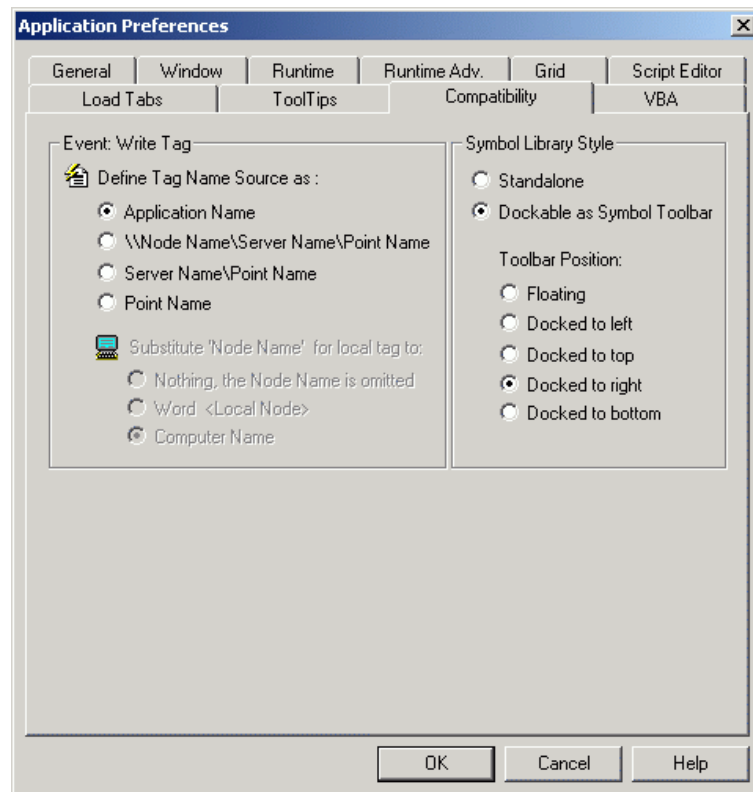 Application Preferences
General Window Runtime Runtime Adv. Grid Script Editor
Load Tabs ToolTips Compatibility VBA
Event: Write Tag
Define Tag Name Source as :
Application Name
\\Node Name\Server Name\Point Name
Server Name\Point Name
Point Name
Substitute 'Node Name' for local tag to:
Nothing, the Node Name is omitted
Word <Local Node>
Computer Name
Symbol Library Style
Standalone
Dockable as Symbol Toolbar
Toolbar Position:
Floating
Docked to left
Docked to top
Docked to right
Docked to bottom
OK Cancel Help